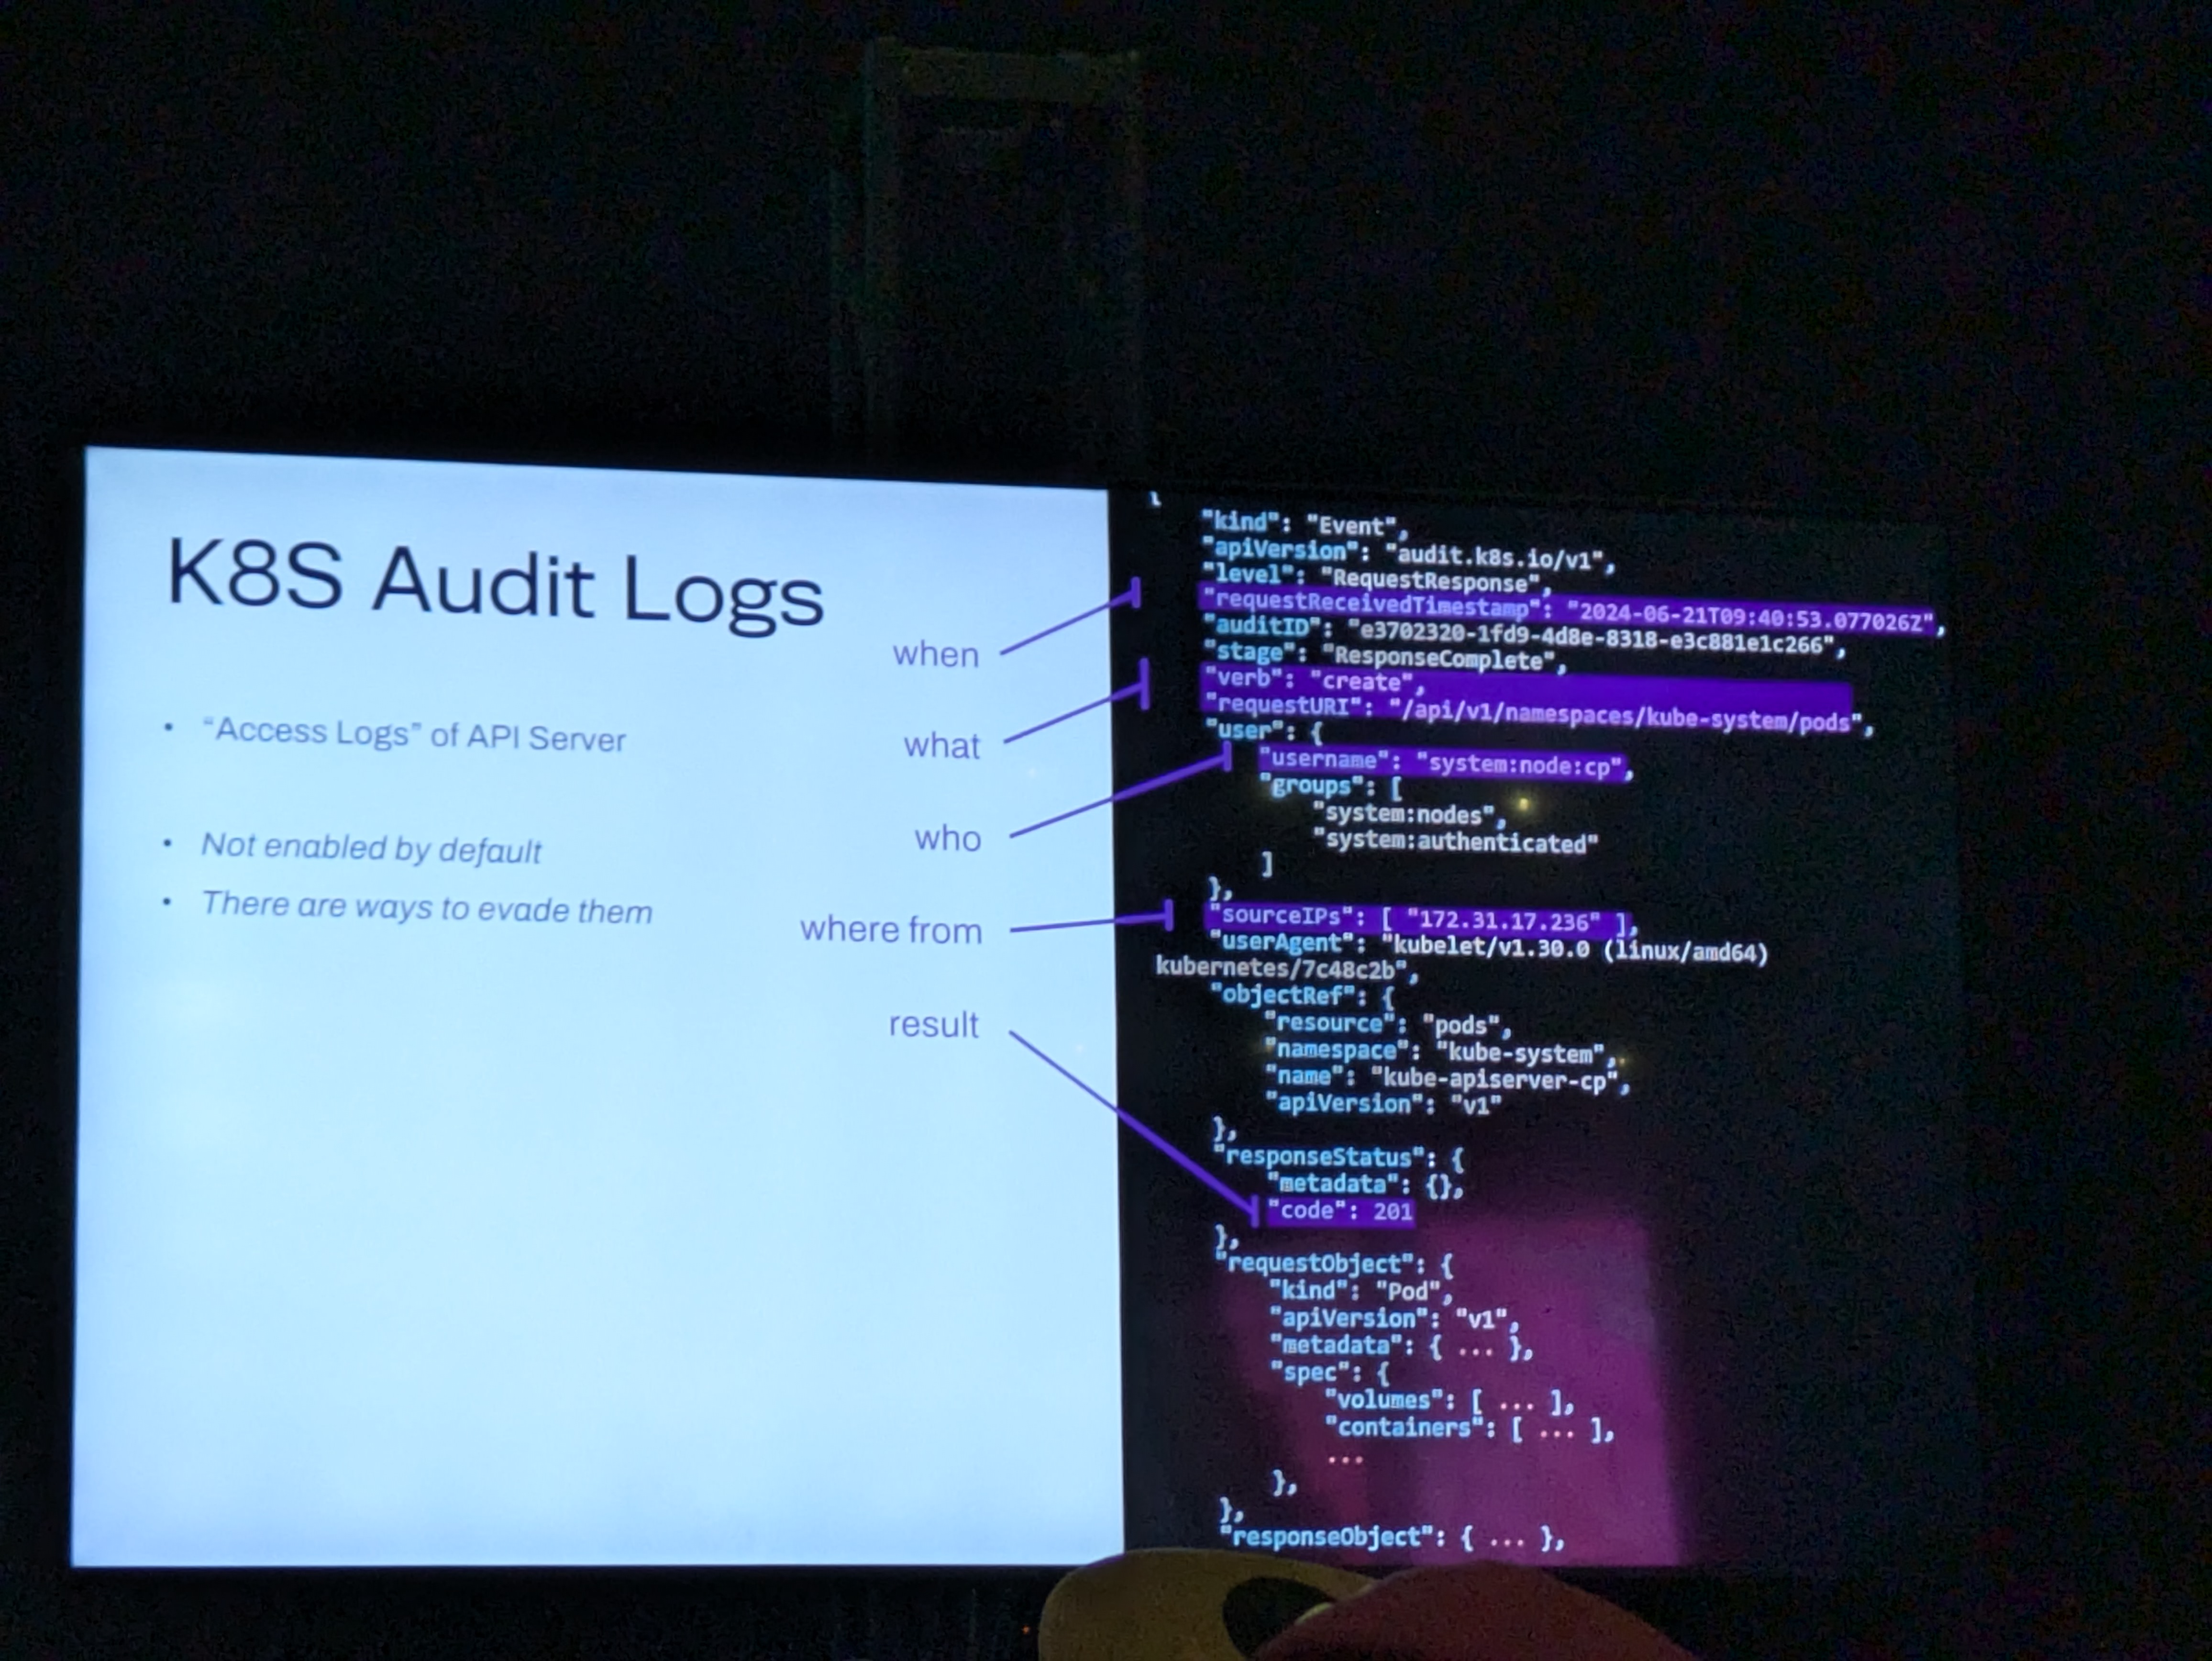 K8S Audit Logs
• “Access Logs” of API Server
• Not enabled by default
• There are ways to evade them
when
what
who
where from
result
{
"kind": "Event",
"apiVersion": "audit.k8s.io/v1",
"level": "RequestResponse",
"requestReceivedTimestamp": "2024-06-21T09:40:53.077026Z",
"auditID": "e3702320-1fd9-4d8e-8318-e3c881e1c266",
"stage": "ResponseComplete",
"verb": "create",
"requestURI": "/api/v1/namespaces/kube-system/pods",
"user": {
"username": "system:node:cp",
"groups": [
"system:nodes",
"system:authenticated"
]
},
"sourceIPs": [ "172.31.17.236" ],
"userAgent": "kubelet/v1.30.0 (linux/amd64)
kubernetes/7c48c2b",
"objectRef": {
"resource": "pods",
"namespace": "kube-system",
"name": "kube-apiserver-cp",
"apiVersion": "v1"
},
"responseStatus": {
"metadata": {},
"code": 201
},
"requestObject": {
"kind": "Pod",
"apiVersion": "v1",
"metadata": { ... },
"spec": {
"volumes": [ ... ],
"containers": [ ... ],
...
},
},
"responseObject": { ... },